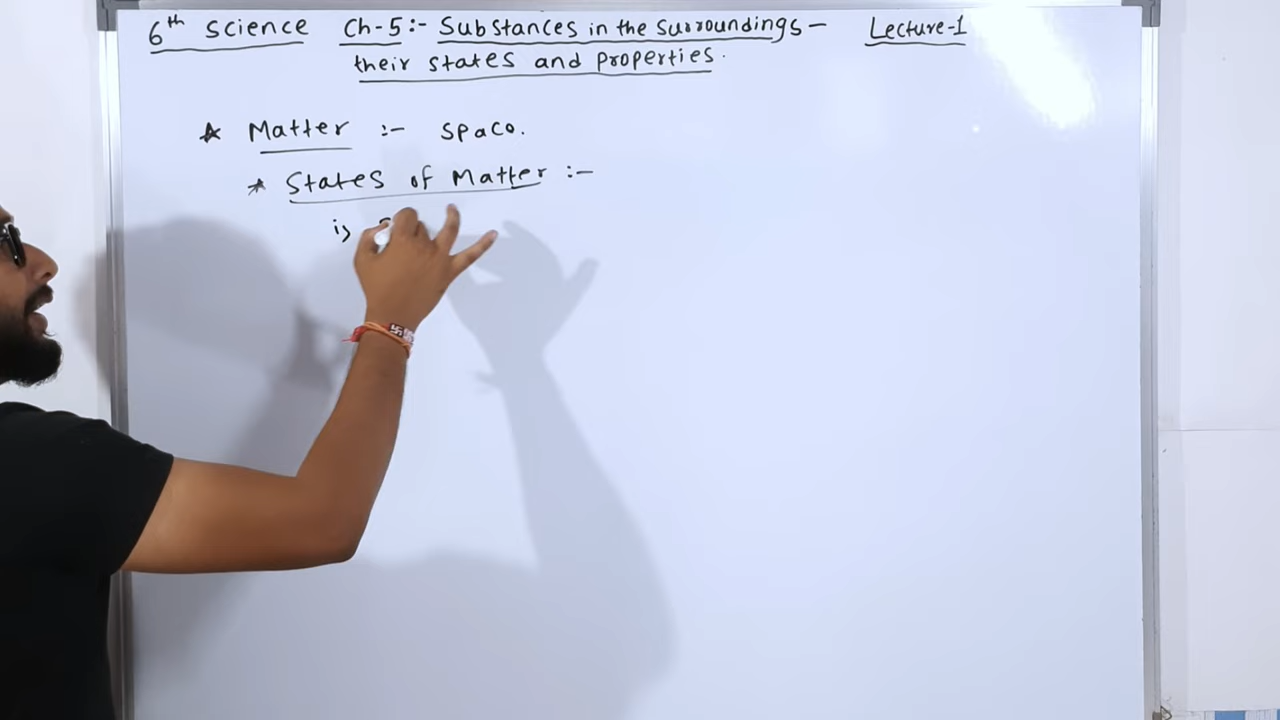 6th science Ch-5:- Substances in the Surroundings - Lecture-1
their states and properties.
* Matter :- Space.
* States of Matter :-
i>